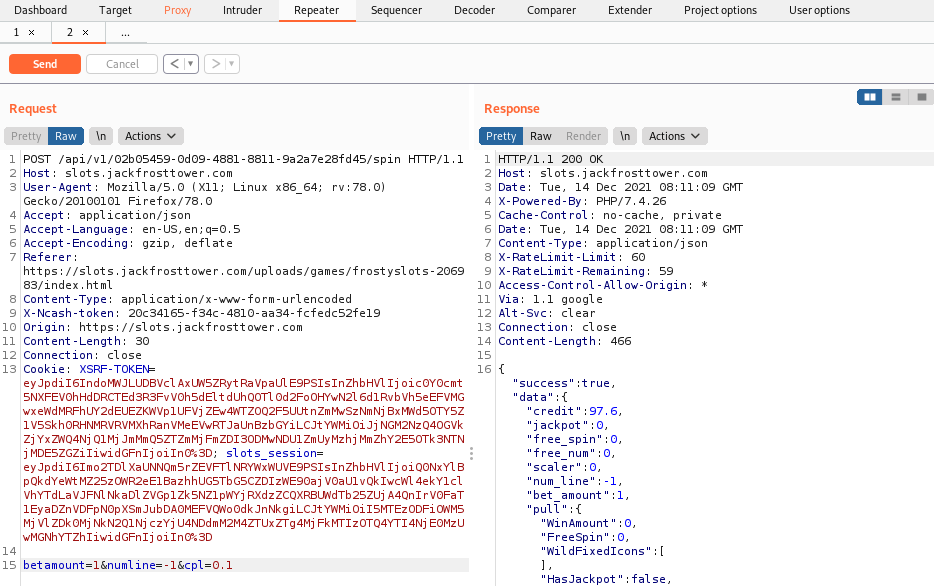 Dashboard Target Proxy Intruder Repeater Sequencer Decoder Comparer Extender Project options User options
1 × 2 × ...
Send Cancel < ▼ > ▼
Request
Pretty Raw \n Actions
1 POST /api/v1/02b05459-0d09-4881-8811-9a2a7e28fd45/spin HTTP/1.1
2 Host: slots.jackfrosttower.com
3 User-Agent: Mozilla/5.0 (X11; Linux x86_64; rv:78.0)
Gecko/20100101 Firefox/78.0
4 Accept: application/json
5 Accept-Language: en-US,en;q=0.5
6 Accept-Encoding: gzip, deflate
7 Referer:
https://slots.jackfrosttower.com/uploads/games/frostyslots-2069
83/index.html
8 Content-Type: application/x-www-form-urlencoded
9 X-Ncash-token: 20c34165-f34c-4810-aa34-fcfedc52fe19
10 Origin: https://slots.jackfrosttower.com
11 Content-Length: 30
12 Connection: close
13 Cookie: XSRF-TOKEN=
; slots_session=
14
15 betamount=1&numline=-1&cpl=0.1
Response
Pretty Raw Render \n Actions
1 HTTP/1.1 200 OK
2 Host: slots.jackfrosttower.com
3 Date: Tue, 14 Dec 2021 08:11:09 GMT
4 X-Powered-By: PHP/7.4.26
5 Cache-Control: no-cache, private
6 Date: Tue, 14 Dec 2021 08:11:09 GMT
7 Content-Type: application/json
8 X-RateLimit-Limit: 60
9 X-RateLimit-Remaining: 59
10 Access-Control-Allow-Origin: *
11 Via: 1.1 google
12 Alt-Svc: clear
13 Connection: close
14 Content-Length: 466
15
16 {
"success":true,
"data":{
"credit":97.6,
"jackpot":0,
"free_spin":0,
"free_num":0,
"scaler":0,
"num_line":-1,
"bet_amount":1,
"pull":{
"WinAmount":0,
"FreeSpin":0,
"WildFixedIcons":[
],
"HasJackpot":false,